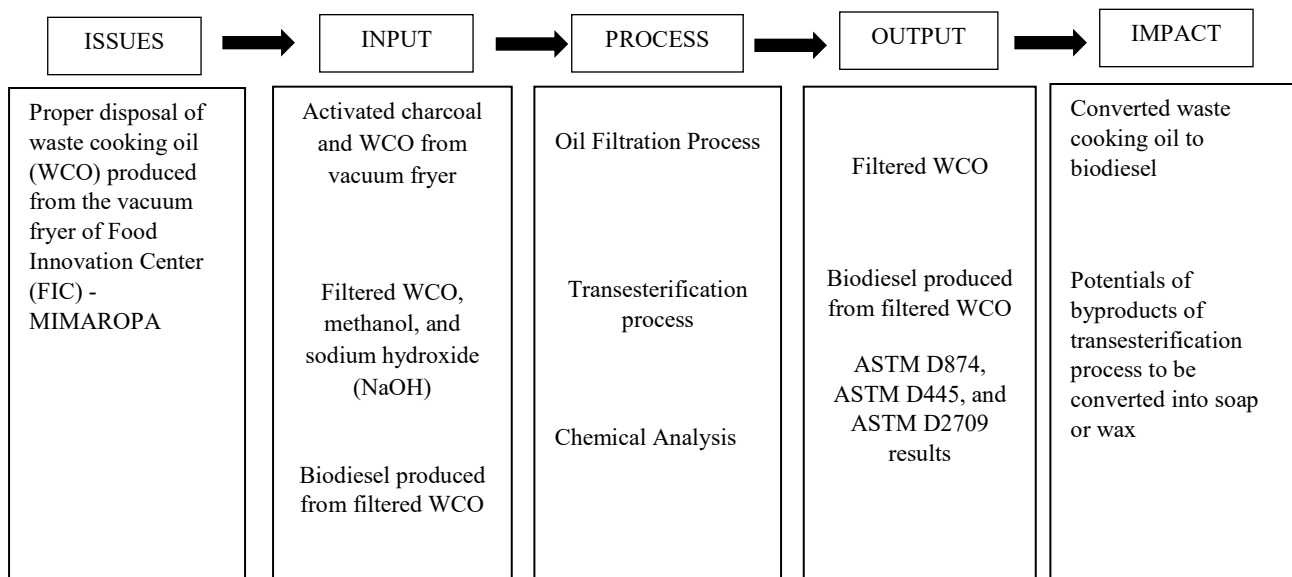 ISSUES
INPUT
PROCESS
OUTPUT
IMPACT
Proper disposal of
waste cooking oil
(WCO) produced
from the vacuum
fryer of Food
Innovation Center
(FIC) -
MIMAROPA
Activated charcoal
and WCO from
vacuum fryer
Filtered WCO,
methanol, and
sodium hydroxide
(NaOH)
Biodiesel produced
from filtered WCO
Oil Filtration Process
Transesterification
process
Chemical Analysis
Filtered WCO
Biodiesel produced
from filtered WCO
ASTM D874,
ASTM D445, and
ASTM D2709
results
Converted waste
cooking oil to
biodiesel
Potentials of
byproducts of
transesterification
process to be
converted into soap
or wax